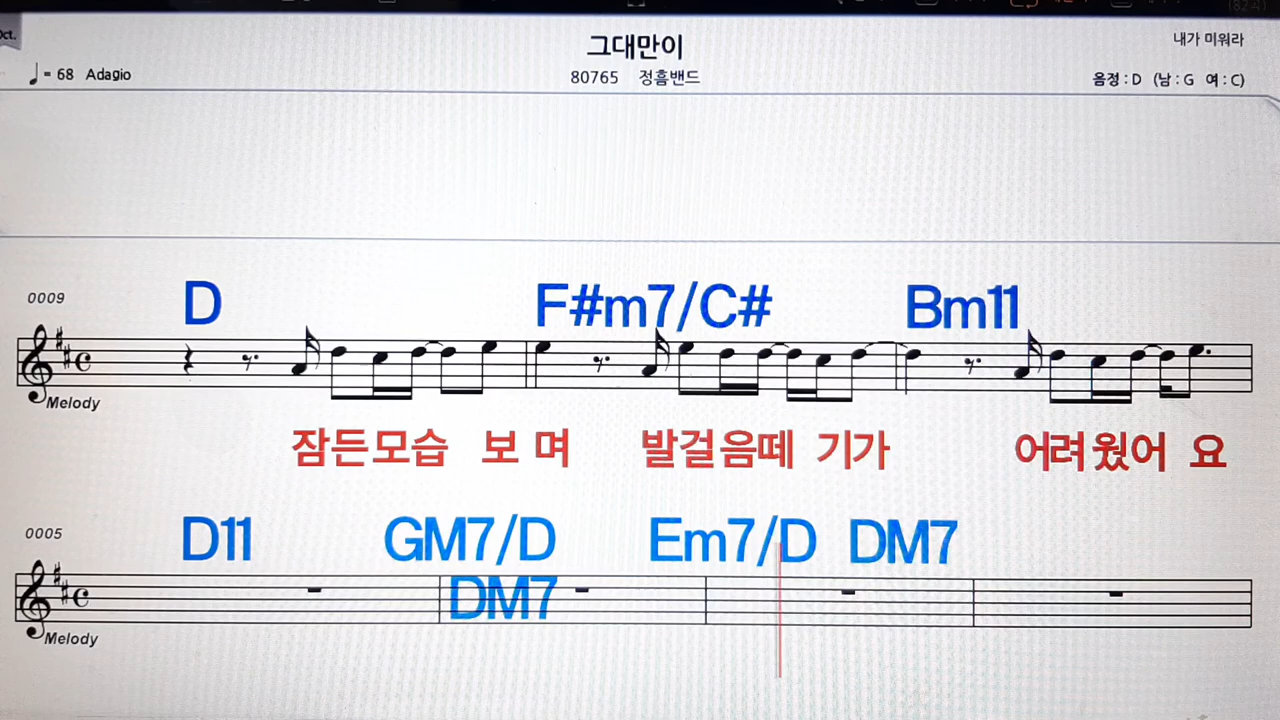 Oct.
그대만이
내가 미워라
♩ = 68 Adagio
80765 정흠밴드
음정 : D (남 : G 여 : C)
0009
D F#m7/C# Bm11
Melody
잠든모습 보 며 발걸음떼 기가 어려웠어 요
0005
D11 GM7/D Em7/D DM7
DM7
Melody